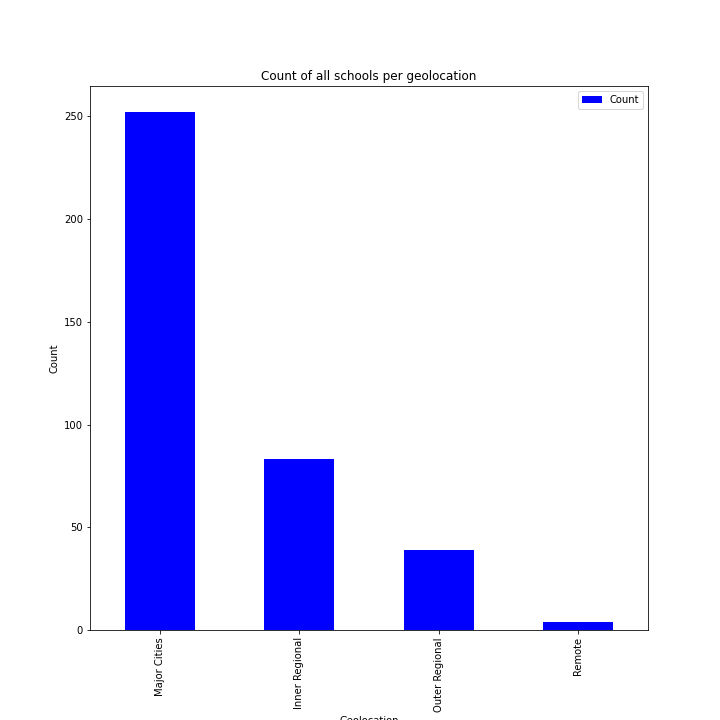 Count of all schools per geolocation
Count
250
200
150
100
50
0
Count
Major Cities
Inner Regional
Outer Regional
Remote
Geolocation